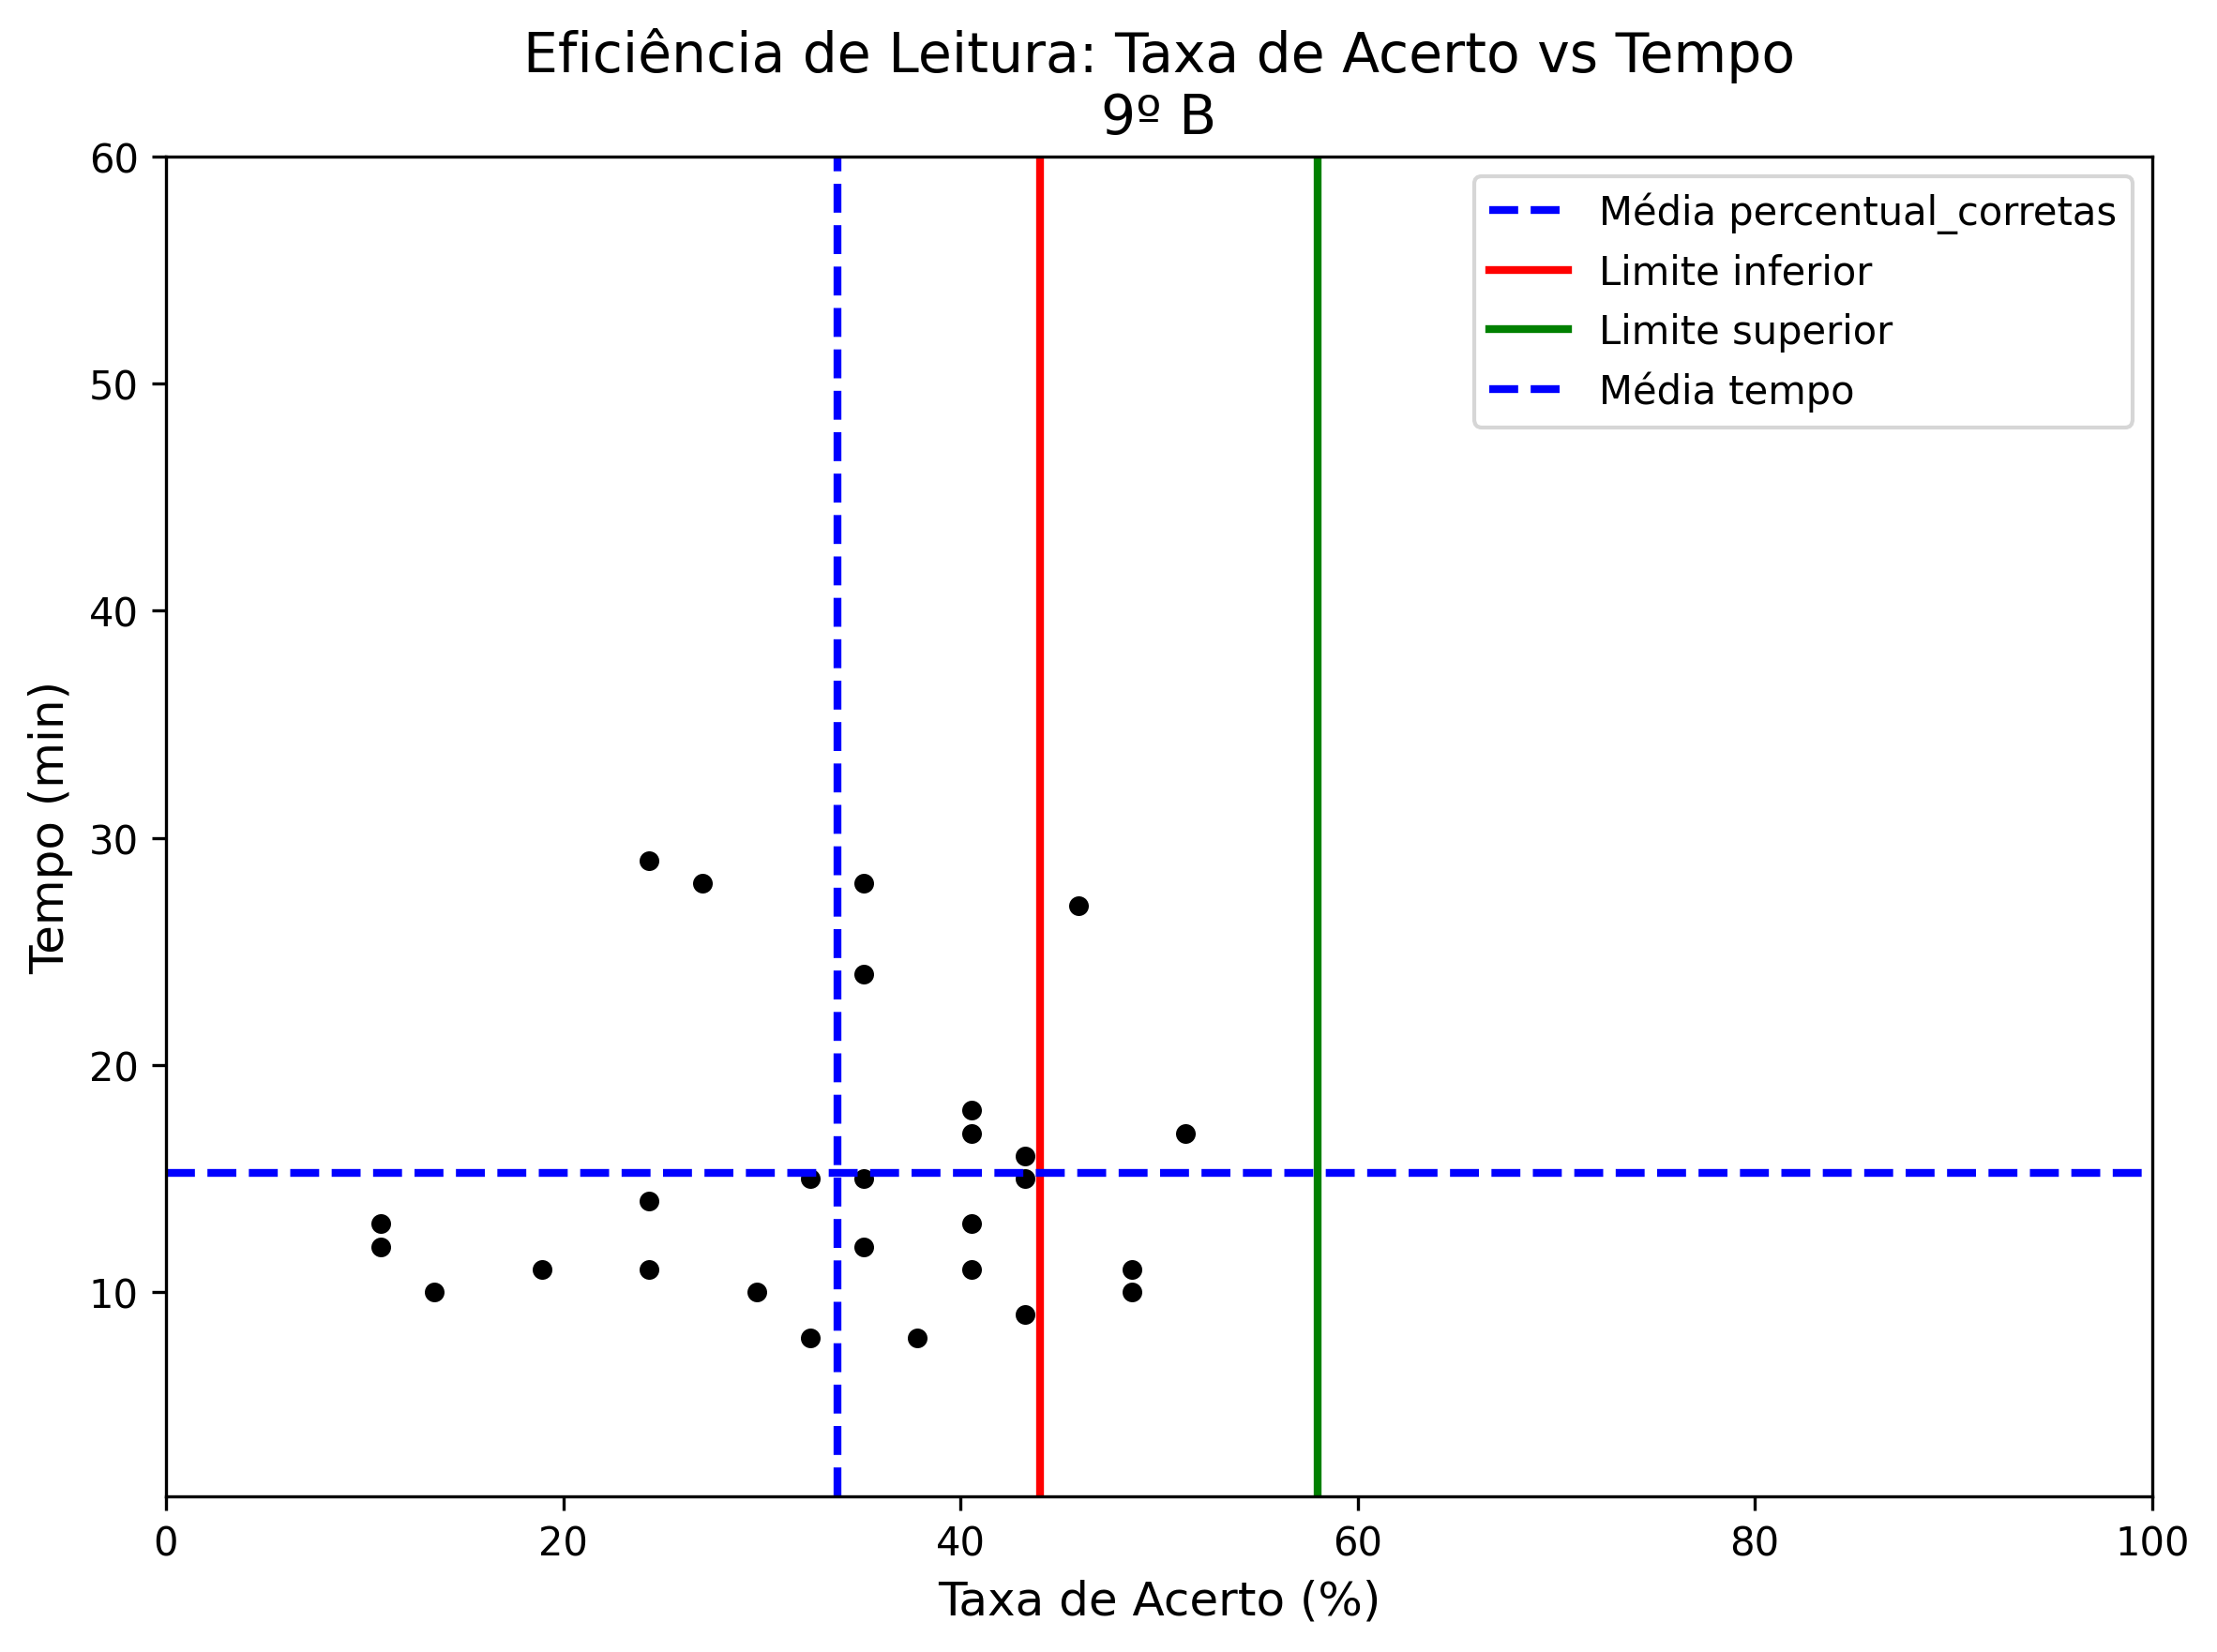 Eficiência de Leitura: Taxa de Acerto vs Tempo
9º B
Média percentual_corretas
Limite inferior
Limite superior
Média tempo
60
50
40
30
20
10
Tempo (min)
0 20 40 60 80 100
Taxa de Acerto (%)